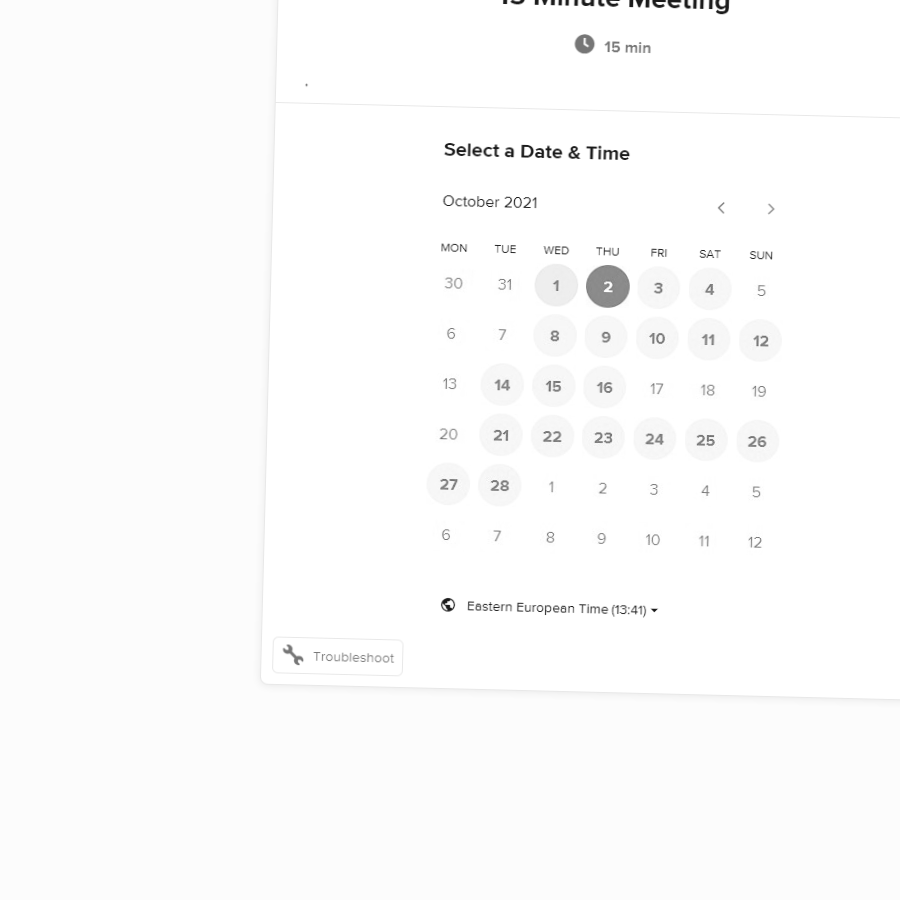 15 Minute Meeting
15 min
.
Select a Date & Time
October 2021
MON TUE WED THU FRI SAT SUN
30 31 1 2 3 4 5
6 7 8 9 10 11 12
13 14 15 16 17 18 19
20 21 22 23 24 25 26
27 28 1 2 3 4 5
6 7 8 9 10 11 12
Eastern European Time (13:41)
Troubleshoot